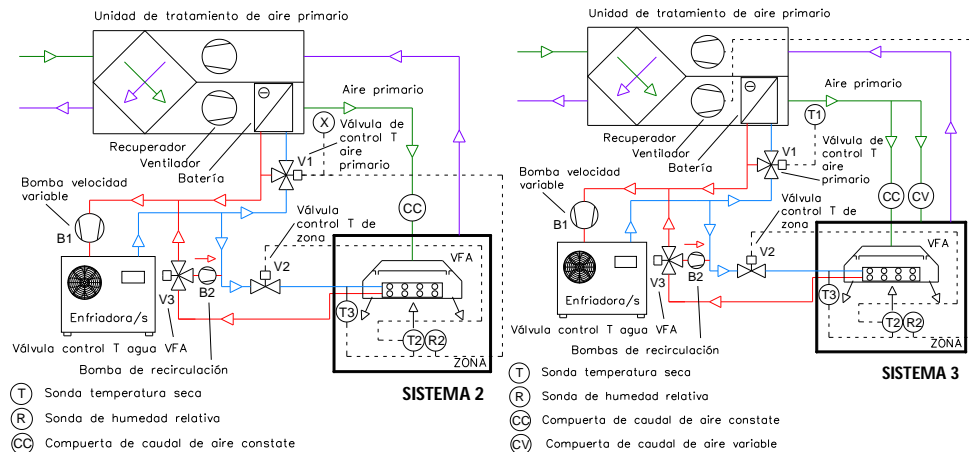 Unidad de tratamiento de aire primario
Aire primario
X
Recuperador
Ventilador
Batería
Válvula de
control T
aire
primario
V1
Bomba velocidad
variable
B1
CC
Válvula
control T de
zona
V2
B2
V3
Enfriadora/s
VFA
T3
T2
R2
ZONA
Válvula control T agua VFA
Bomba de recirculación
SISTEMA 2
T Sonda temperatura seca
R Sonda de humedad relativa
CC Compuerta de caudal de aire constate
Unidad de tratamiento de aire primario
Aire primario
T1
Recuperador
Ventilador
Batería
V1
Válvula de
control T
aire
primario
Bomba velocidad
variable
B1
CC
CV
Válvula
control T de
zona
V2
B2
V3
Enfriadora/s
VFA
T3
T2
R2
ZONA
Válvula control T agua VFA
Bombas de recirculación
SISTEMA 3
T Sonda temperatura seca
R Sonda de humedad relativa
CC Compuerta de caudal de aire constate
CV Compuerta de caudal de aire variable